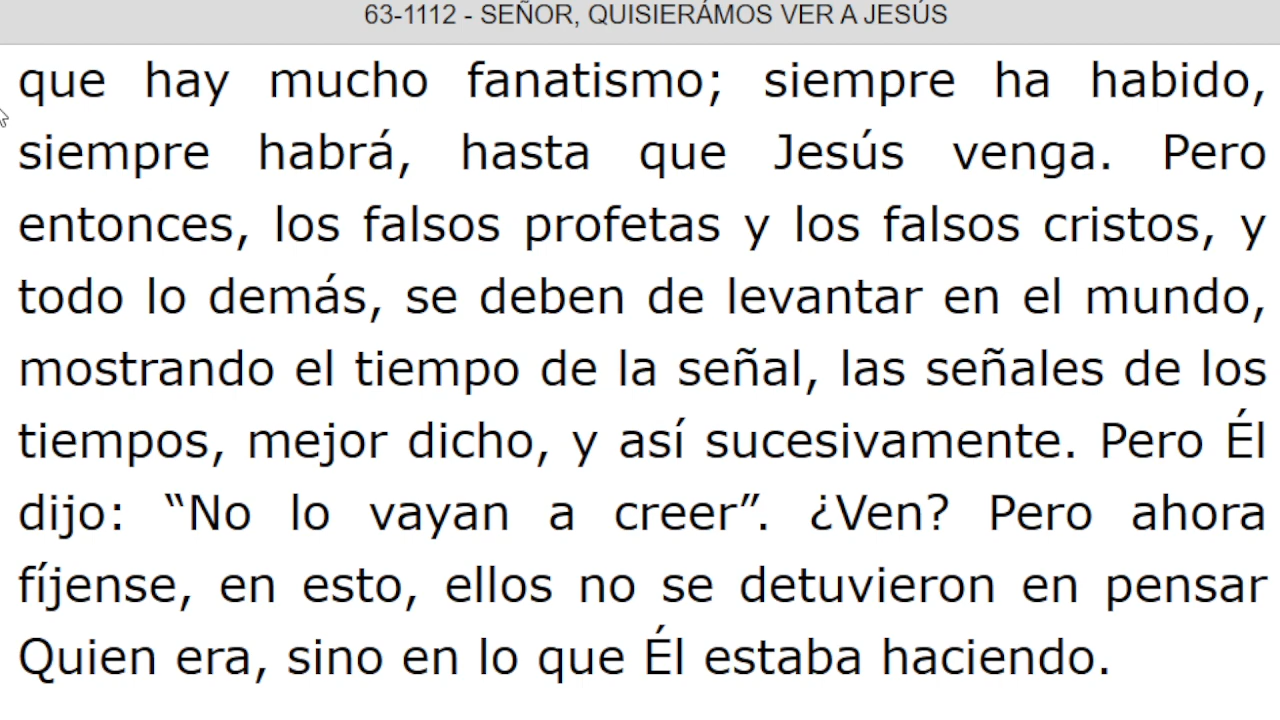 63-1112 - SEÑOR, QUISIERÁMOS VER A JESÚS
que hay mucho fanatismo; siempre ha habido,
siempre habrá, hasta que Jesús venga. Pero
entonces, los falsos profetas y los falsos cristos, y
todo lo demás, se deben de levantar en el mundo,
mostrando el tiempo de la señal, las señales de los
tiempos, mejor dicho, y así sucesivamente. Pero Él
dijo: “No lo vayan a creer”. ¿Ven? Pero ahora
fíjense, en esto, ellos no se detuvieron en pensar
Quien era, sino en lo que Él estaba haciendo.